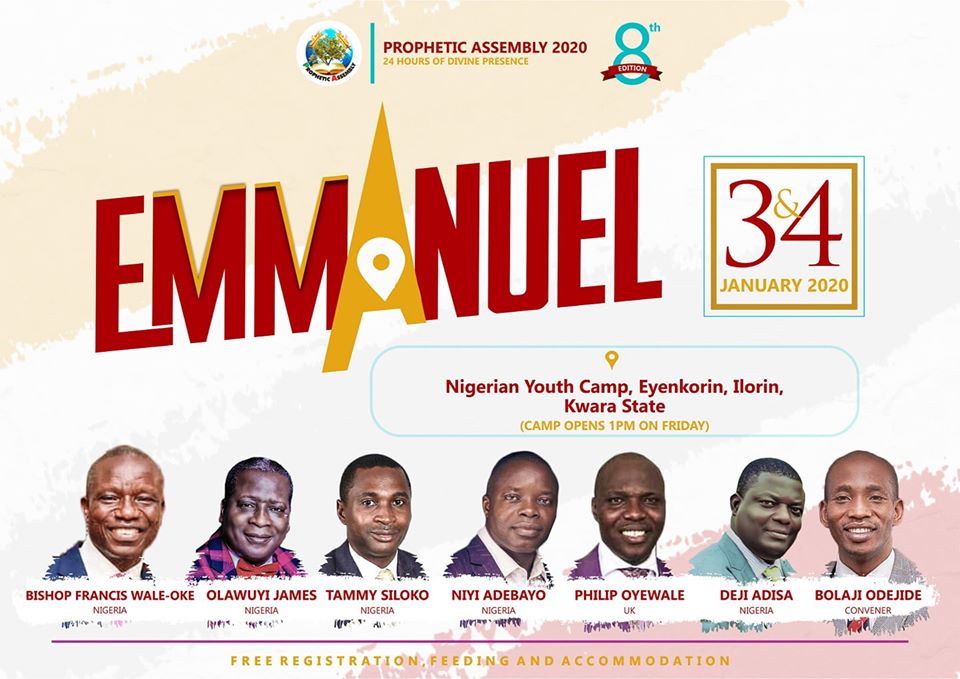 PROPHETIC ASSEMBLY
PROPHETIC ASSEMBLY 2020
24 HOURS OF DIVINE PRESENCE
8th
EDITION
EMMANUEL
3&4
JANUARY 2020
Nigerian Youth Camp, Eyenkorin, Ilorin,
Kwara State
(CAMP OPENS 1PM ON FRIDAY)
BISHOP FRANCIS WALE-OKE
NIGERIA
OLAWUYI JAMES
NIGERIA
TAMMY SILOKO
NIGERIA
NIYI ADEBAYO
NIGERIA
PHILIP OYEWALE
UK
DEJI ADISA
NIGERIA
BOLAJI ODEJIDE
CONVENER
FREE REGISTRATION, FEEDING AND ACCOMMODATION